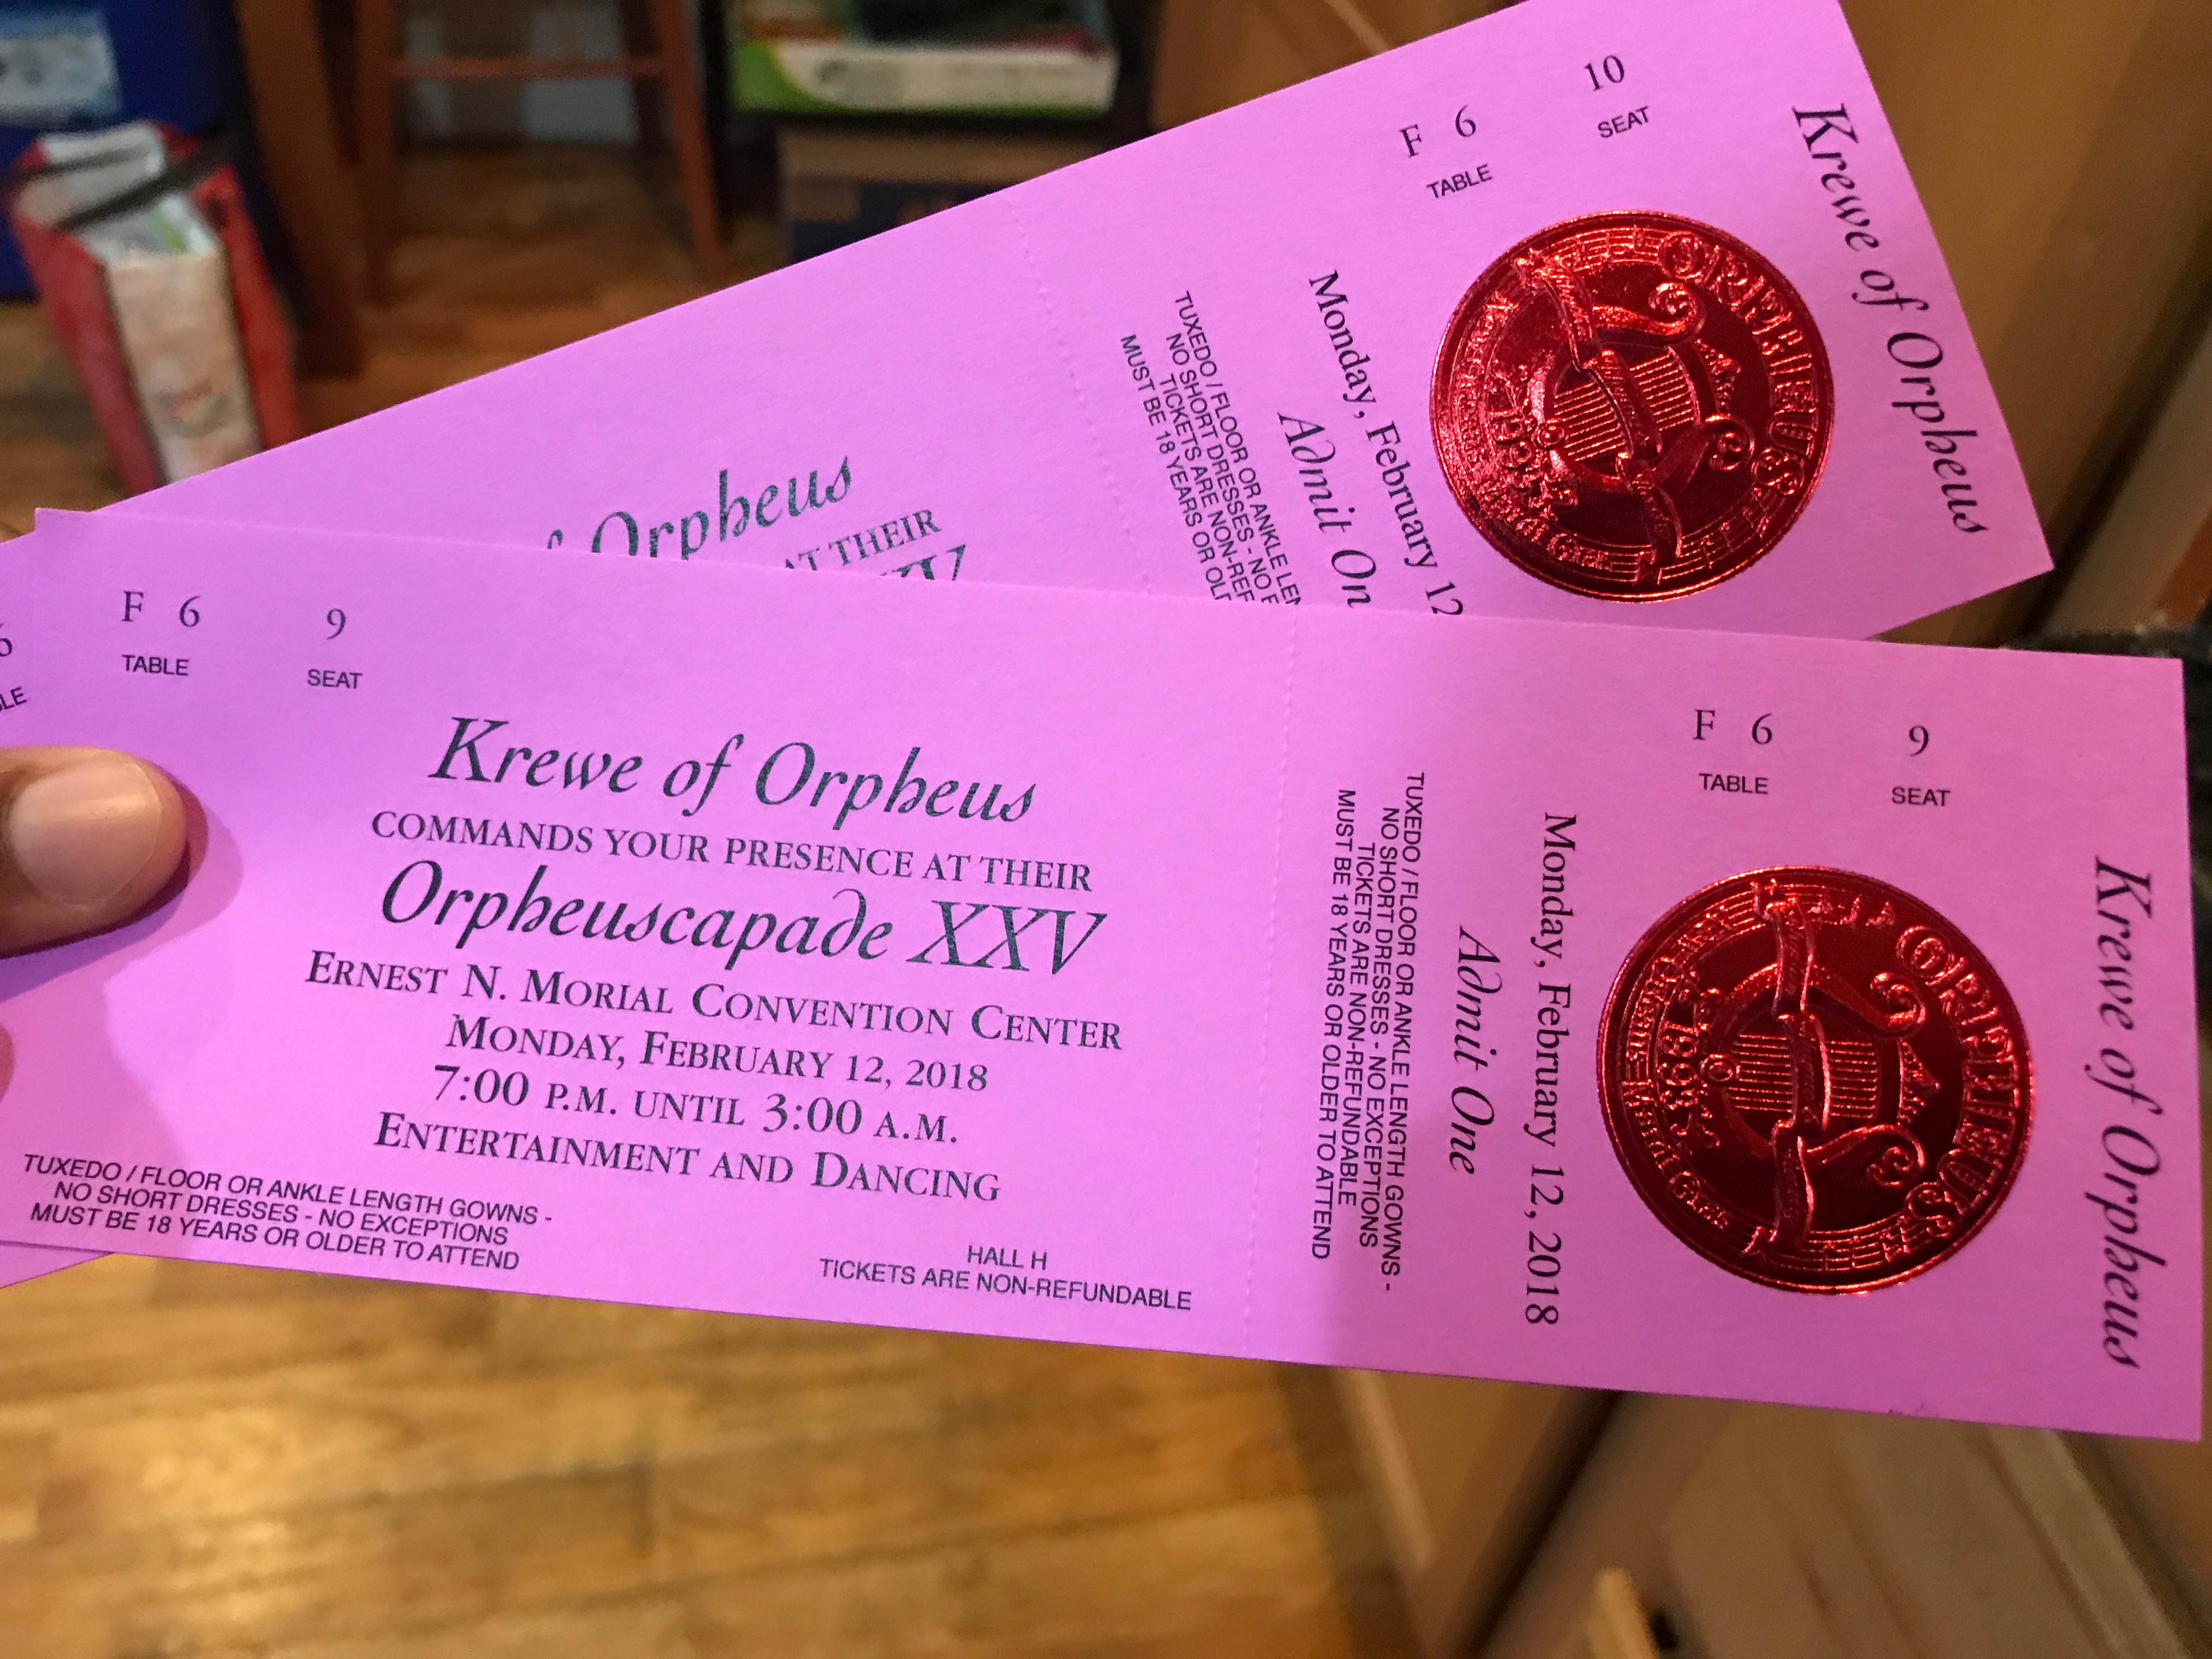 10
SEAT
F 6
TABLE
Krewe of Orpheus
ORPHEUS
1993
Monday, February 12
Admit On
TUXEDO / FLOOR OR ANKLE LEN
NO SHORT DRESSES - NO E
TICKETS ARE NON-REF
MUST BE 18 YEARS OR OL
Orpheus
AT THEIR
F 6
TABLE
9
SEAT
Krewe of Orpheus
COMMANDS YOUR PRESENCE AT THEIR
Orpheuscapade XXV
ERNEST N. MORIAL CONVENTION CENTER
MONDAY, FEBRUARY 12, 2018
7:00 P.M. UNTIL 3:00 A.M.
ENTERTAINMENT AND DANCING
TUXEDO / FLOOR OR ANKLE LENGTH GOWNS -
NO SHORT DRESSES - NO EXCEPTIONS
MUST BE 18 YEARS OR OLDER TO ATTEND
HALL H
TICKETS ARE NON-REFUNDABLE
F 6
TABLE
9
SEAT
Krewe of Orpheus
ORPHEUS
1993
Monday, February 12, 2018
Admit One
TUXEDO / FLOOR OR ANKLE LENGTH GOWNS -
NO SHORT DRESSES - NO EXCEPTIONS
TICKETS ARE NON-REFUNDABLE
MUST BE 18 YEARS OR OLDER TO ATTEND